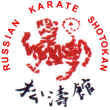 RUSSIAN KARATE SHOTOKAN
松濤館